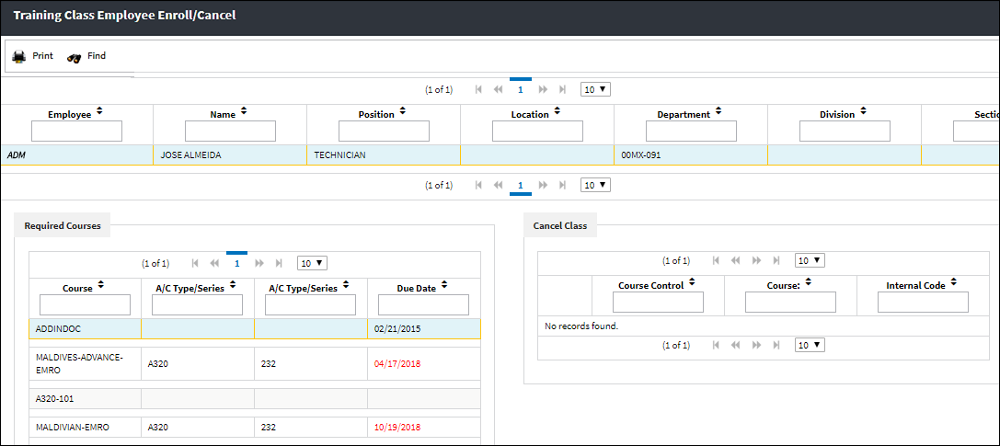 Training Class Employee Enroll/Cancel
Print Find
(1 of 1) 1 10
Employee Name Position Location Department Division Sectio
ADM JOSE ALMEIDA TECHNICIAN 00MX-091
(1 of 1) 1 10
Required Courses
(1 of 1) 1 10
Course A/C Type/Series A/C Type/Series Due Date
ADDINDOC 02/21/2015
MALDIVES-ADVANCE-
EMRO A320 232 04/17/2018
A320-101
MALDIVIAN-EMRO A320 232 10/19/2018
Cancel Class
(1 of 1) 10
Course Control Course: Internal Code
No records found.
(1 of 1) 10